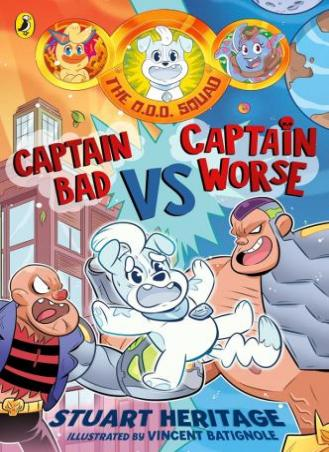 THE O.D.D. SQUAD
CAPTAIN
BAD
VS
CAPTAIN
WORSE
STUART HERITAGE
ILLUSTRATED BY VINCENT BATIGNOLE